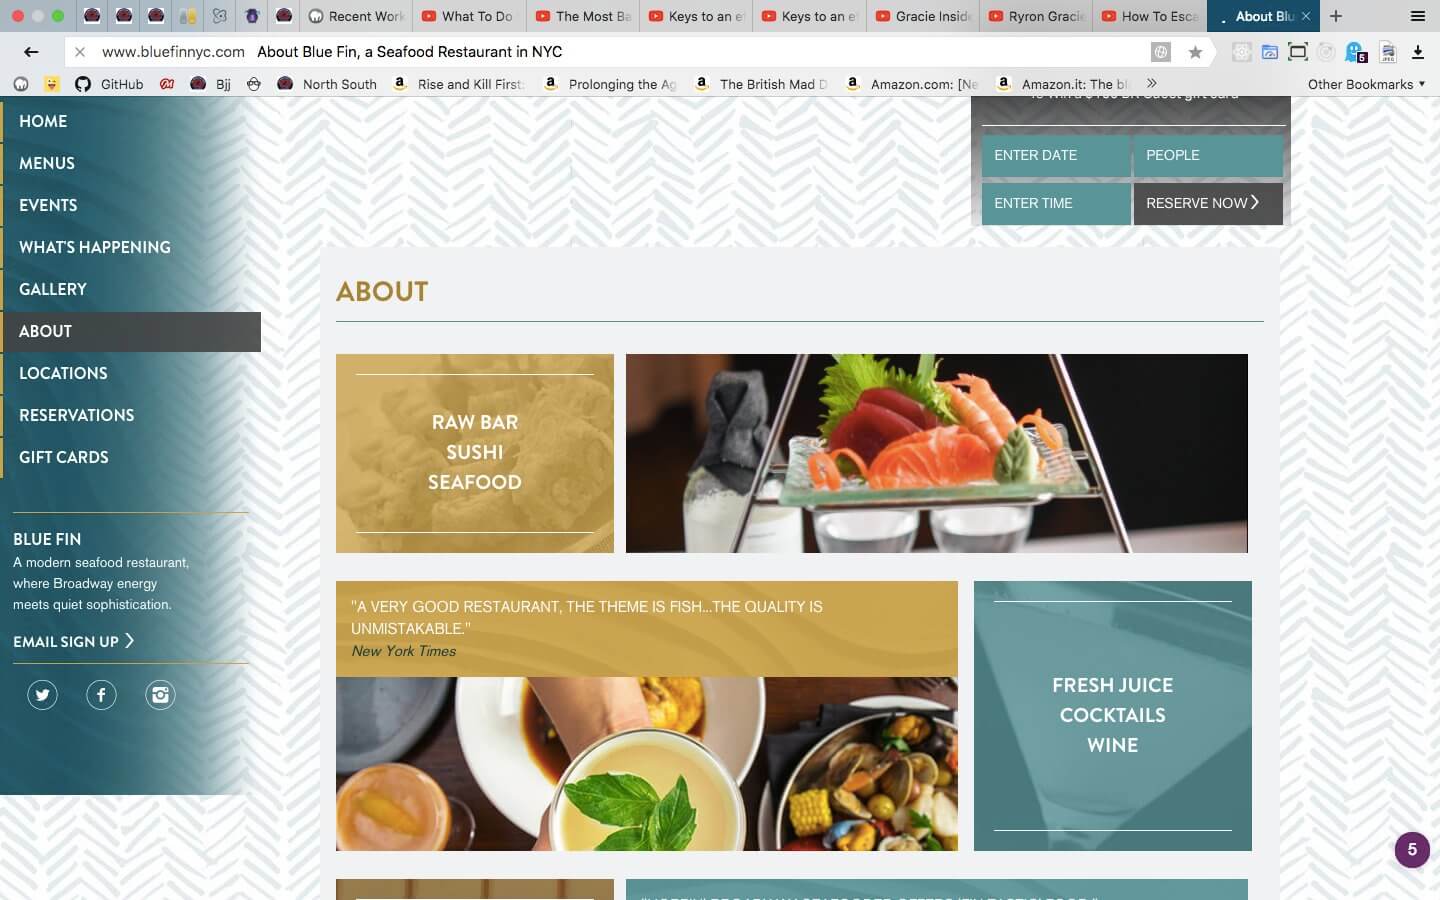 Recent Work
What To Do
The Most Ba
Keys to an ef
Keys to an ef
Gracie Inside
Ryron Gracie
How To Esca
About Blu
www.bluefinnyc.com About Blue Fin, a Seafood Restaurant in NYC
5
JPEG
GitHub
Bjj
North South
Rise and Kill First:
Prolonging the Ag
The British Mad D
Amazon.com: [Ne
Amazon.it: The bl
Other Bookmarks
HOME
MENUS
EVENTS
WHAT'S HAPPENING
GALLERY
ABOUT
LOCATIONS
RESERVATIONS
GIFT CARDS
BLUE FIN
A modern seafood restaurant,
where Broadway energy
meets quiet sophistication.
EMAIL SIGN UP
ENTER DATE
PEOPLE
ENTER TIME
RESERVE NOW
ABOUT
RAW BAR
SUSHI
SEAFOOD
"A VERY GOOD RESTAURANT, THE THEME IS FISH...THE QUALITY IS
UNMISTAKABLE."
New York Times
FRESH JUICE
COCKTAILS
WINE
5